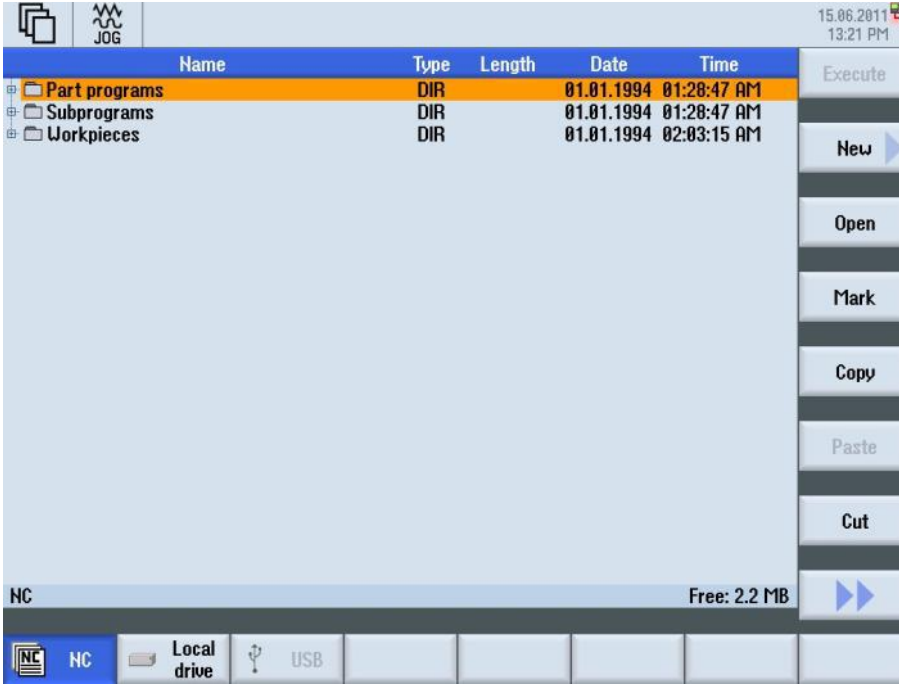 JOG
15.06.2011
13:21 PM
Name Type Length Date Time
Part programs DIR 01.01.1994 01:28:47 AM
Subprograms DIR 01.01.1994 01:28:47 AM
Workpieces DIR 01.01.1994 02:03:15 AM
Execute
New
Open
Mark
Copy
Paste
Cut
NC Free: 2.2 MB
NC NC
Local
drive
USB